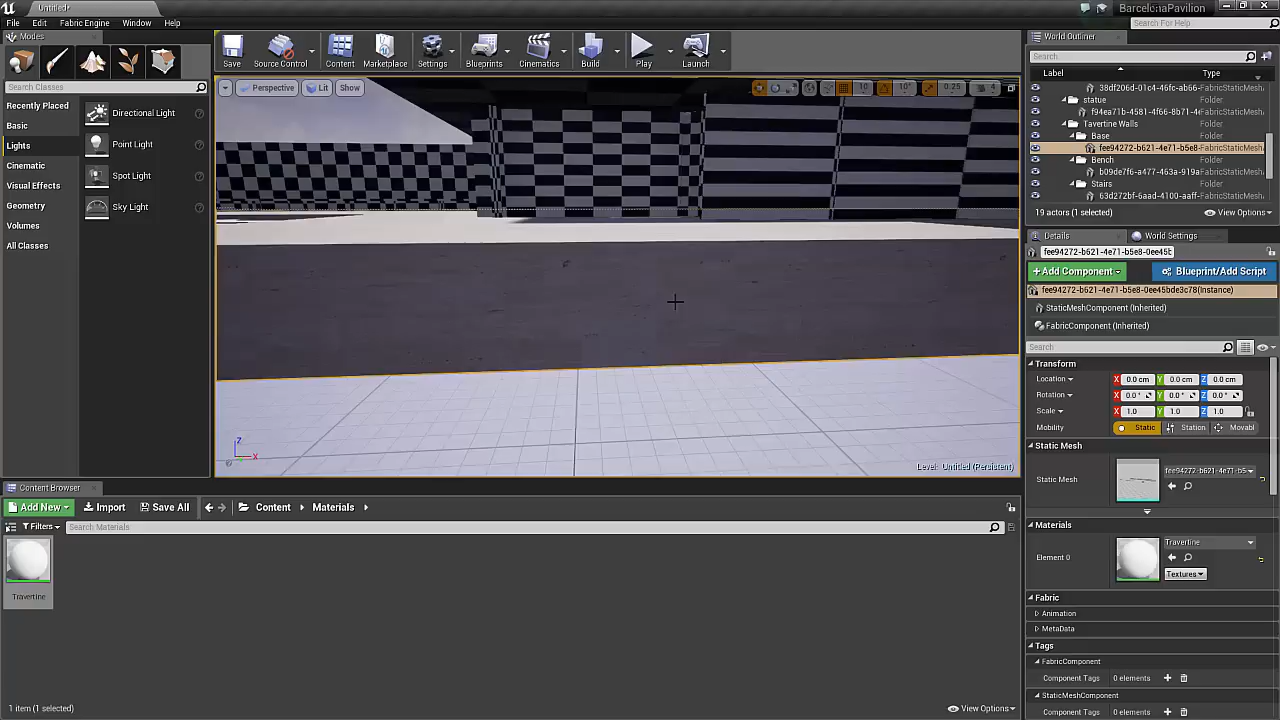 Untitled*
BarcelonaPavilion
File Edit Fabric Engine Window Help
Search For Help
Modes
World Outliner
Search Classes
Recently Placed
Basic
Lights
Cinematic
Visual Effects
Geometry
Volumes
All Classes
Directional Light
Point Light
Spot Light
Sky Light
Save Source Control Content Marketplace Settings Blueprints Cinematics Build Play Launch
Perspective Lit Show
10 10° 0.25 4
Level: Untitled (Persistent)
Search
Label Type
38df206d-01c4-46fc-ab66- FabricStaticMesh
statue Folder
f94ea71b-4581-4f66-8b71-4 FabricStaticMesh
Tavertine Walls Folder
Base Folder
fee94272-b621-4e71-b5e8- FabricStaticMesh
Bench Folder
b09de7f6-a477-463a-919a FabricStaticMesh
Stairs Folder
63d272bf-6aad-4100-aaff- FabricStaticMesh
19 actors (1 selected) View Options
Details World Settings
fee94272-b621-4e71-b5e8-0ee45b
+Add Component Blueprint/Add Script
fee94272-b621-4e71-b5e8-0ee45bde3c78(Instance)
StaticMeshComponent (Inherited)
FabricComponent (Inherited)
Search
Transform
Location X 0.0 cm Y 0.0 cm Z 0.0 cm
Rotation X 0.0 ° Y 0.0 ° Z 0.0 °
Scale X 1.0 Y 1.0 Z 1.0
Mobility Static Station Movabl
Static Mesh
Static Mesh fee94272-b621-4e71-b5
Materials
Element 0 Travertine
Textures
Fabric
Animation
MetaData
Tags
FabricComponent
Component Tags 0 elements
StaticMeshComponent
Component Tags 0 elements
Content Browser
Add New Import Save All Content Materials
Filters Search Materials
Travertine
1 item (1 selected) View Options
Z
X